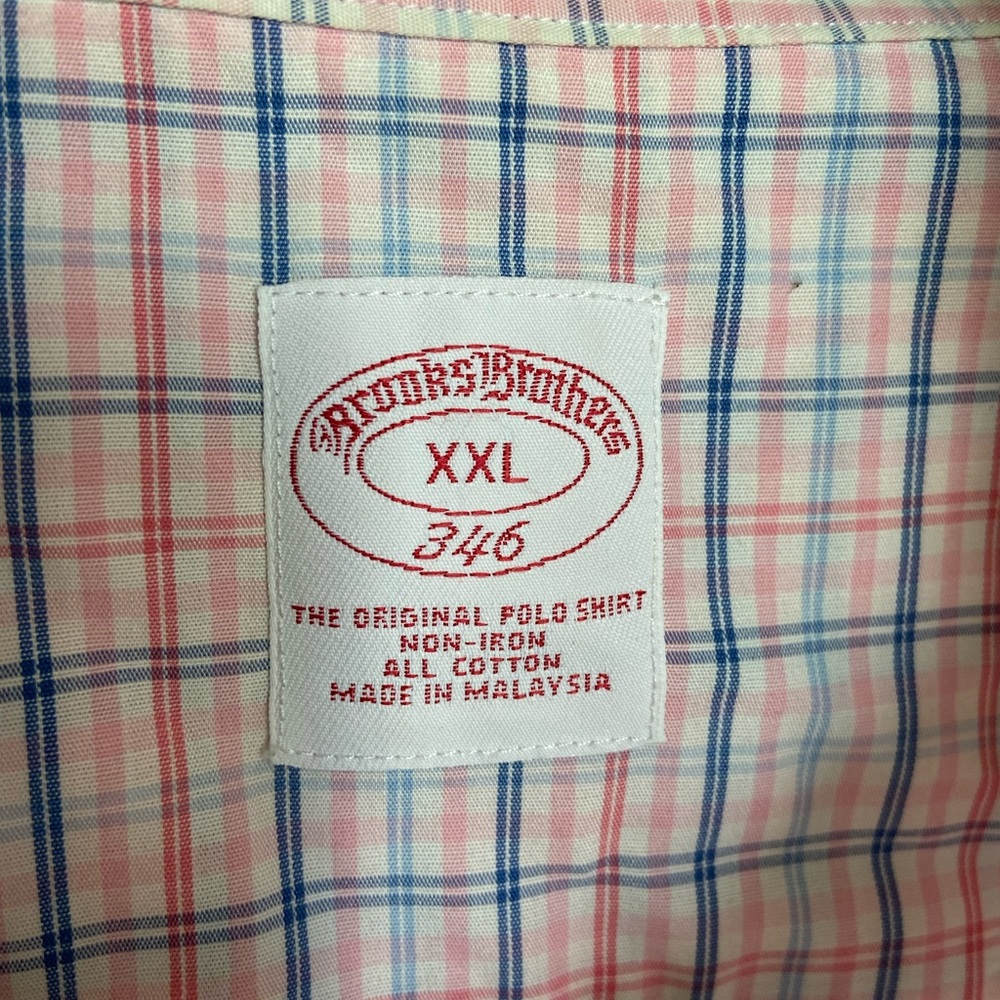 Brooks Brothers
XXL
346
THE ORIGINAL POLO SHIRT
NON-IRON
ALL COTTON
MADE IN MALAYSIA